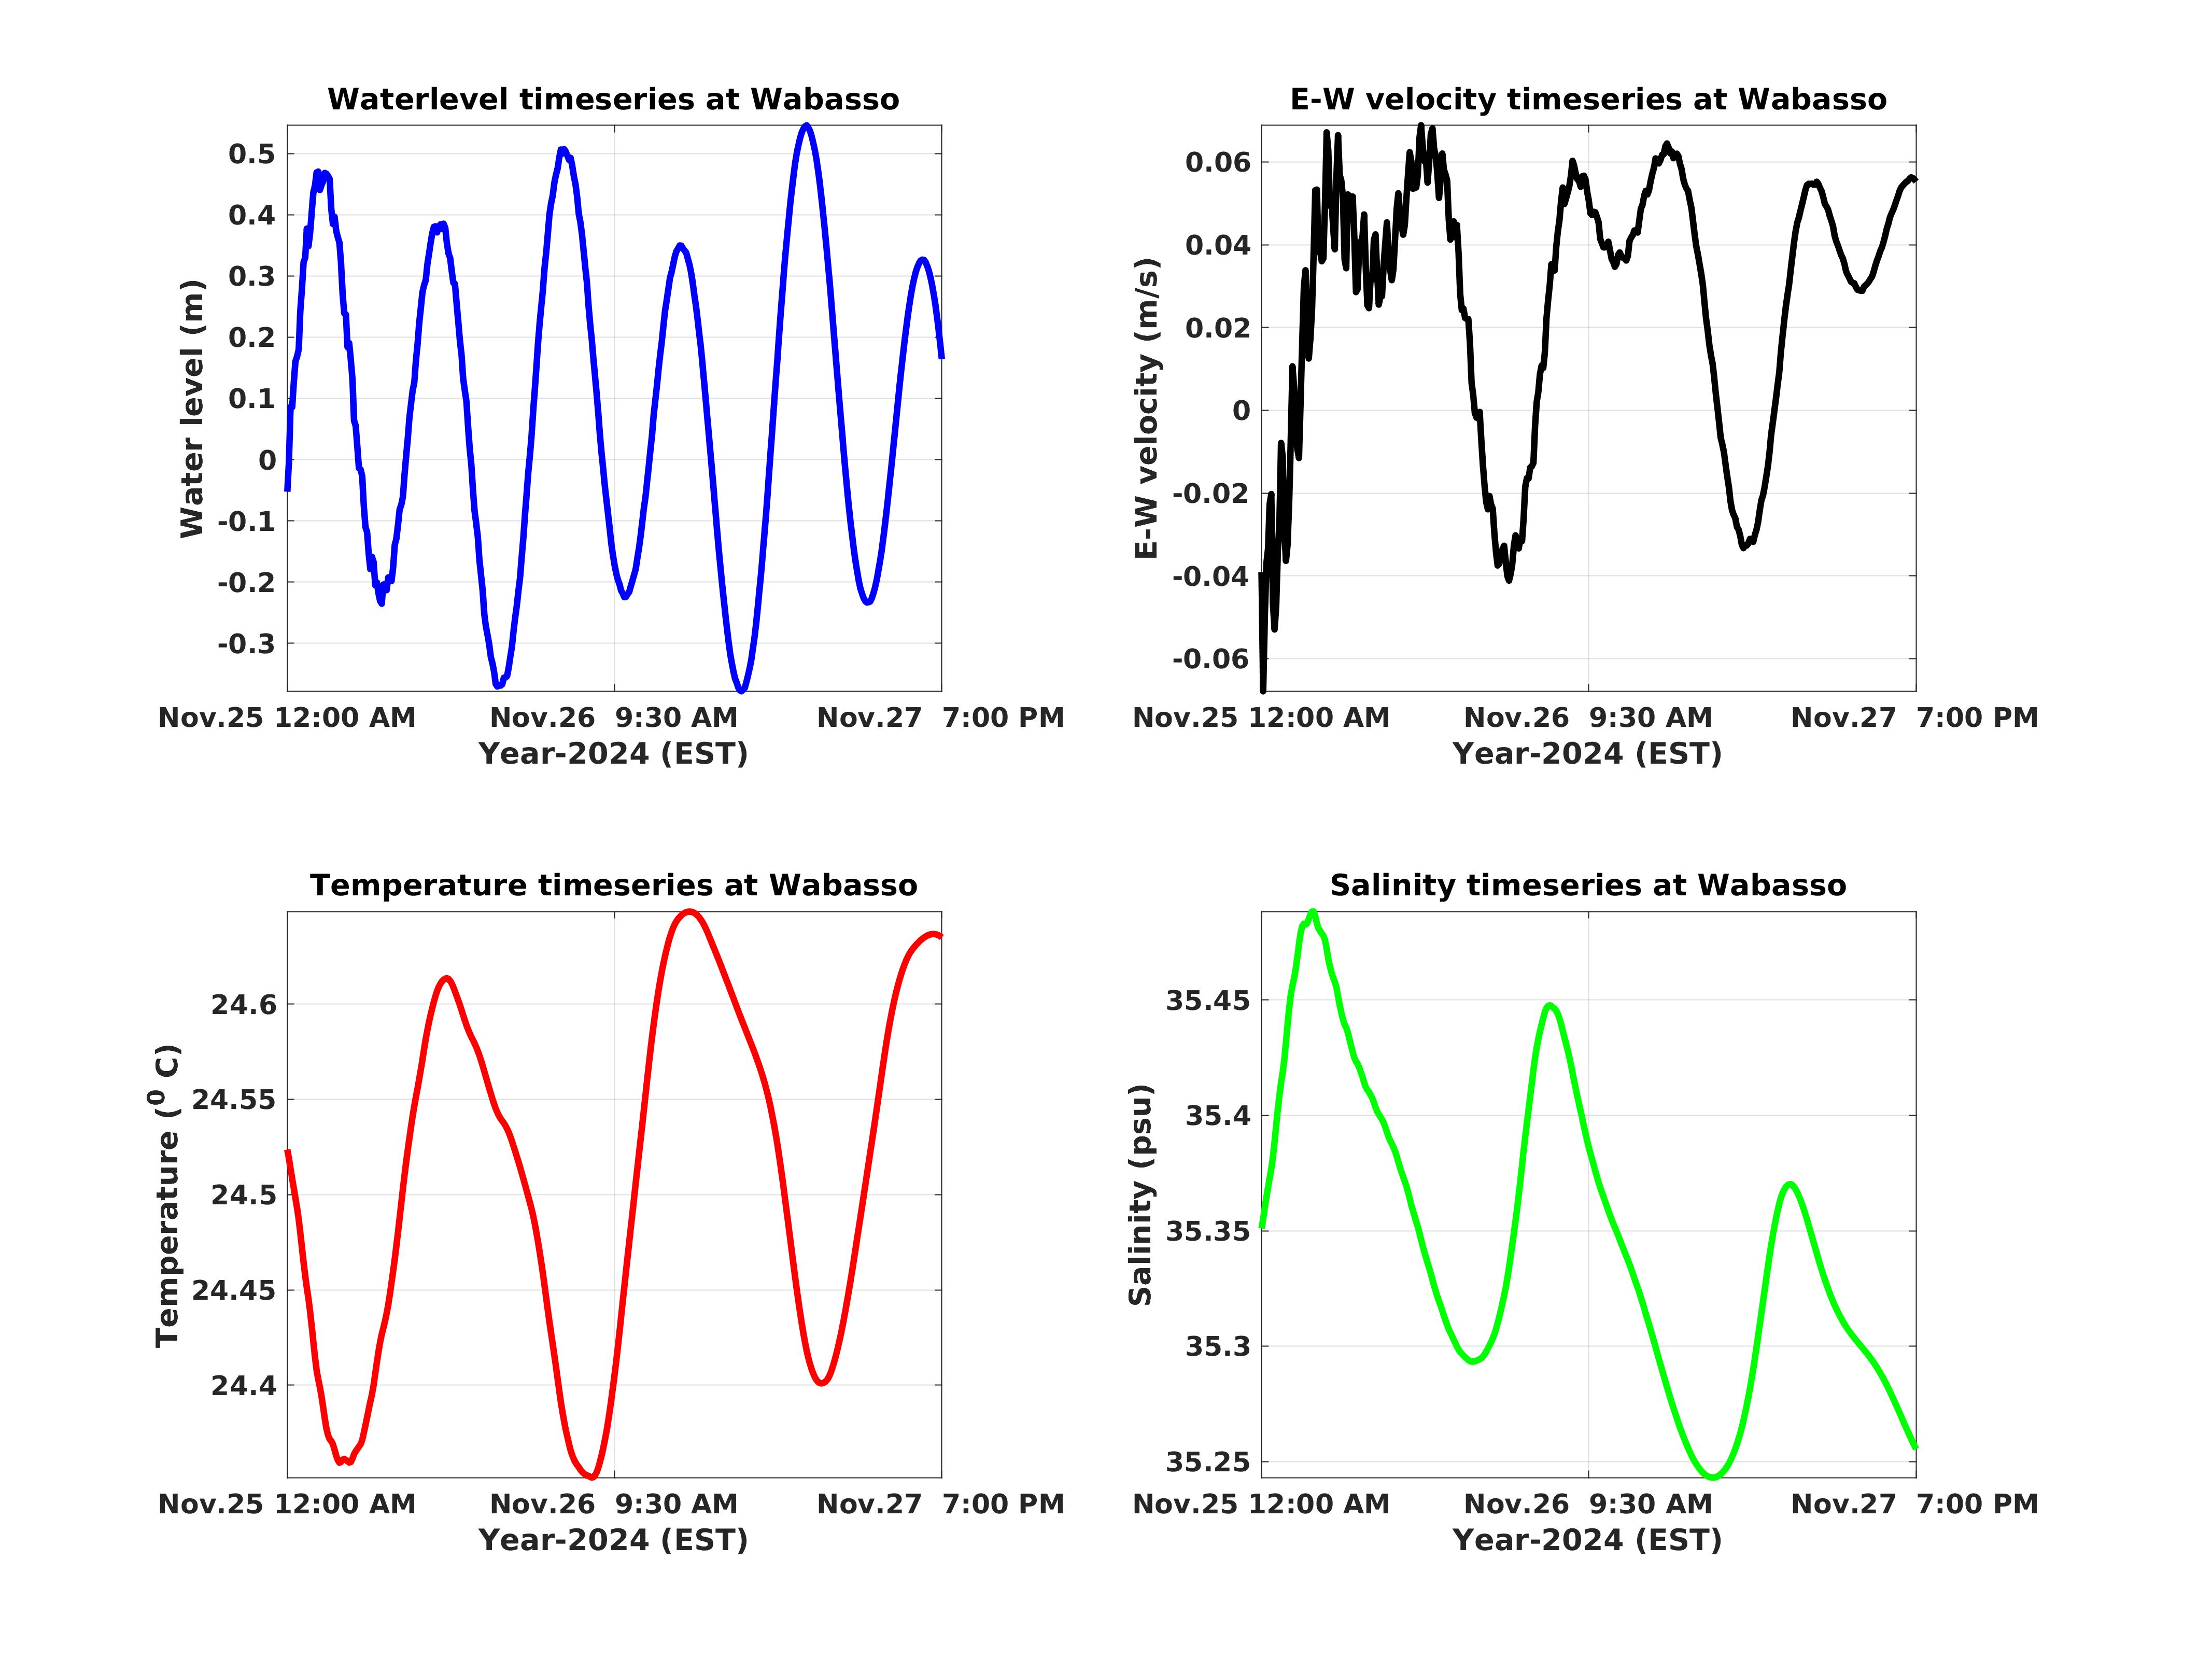 Waterlevel timeseries at Wabasso
0.5
0.4
0.3
0.2
0.1
0
-0.1
-0.2
-0.3
Water level (m)
Nov.25 12:00 AM Nov.26 9:30 AM Nov.27 7:00 PM
Year-2024 (EST)
E-W velocity timeseries at Wabasso
0.06
0.04
0.02
0
-0.02
-0.04
-0.06
E-W velocity (m/s)
Nov.25 12:00 AM Nov.26 9:30 AM Nov.27 7:00 PM
Year-2024 (EST)
Temperature timeseries at Wabasso
24.6
24.55
24.5
24.45
24.4
Temperature (⁰ C)
Nov.25 12:00 AM Nov.26 9:30 AM Nov.27 7:00 PM
Year-2024 (EST)
Salinity timeseries at Wabasso
35.45
35.4
35.35
35.3
35.25
Salinity (psu)
Nov.25 12:00 AM Nov.26 9:30 AM Nov.27 7:00 PM
Year-2024 (EST)